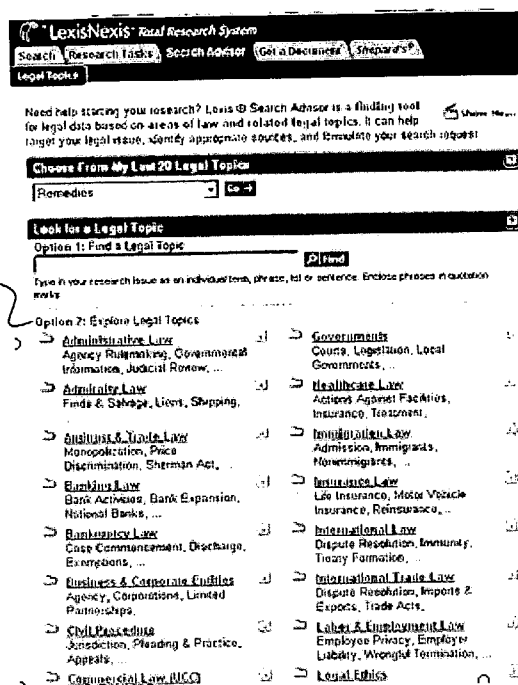 LexisNexis™ Total Research System
Search Research Tasks Search Advisor Get a Document Shepard's®
Legal Topics
Need help starting your research? Lexis® Search Advisor is a finding tool
for legal data based on areas of law and related legal topics. It can help
target your legal issue, identify appropriate sources, and formulate your search request
Show Me...
Choose From My Last 20 Legal Topics
Remedies Go →
Look for a Legal Topic
Option 1: Find a Legal Topic
Find
Type in your research issue as an individual term, phrase, list or sentence. Enclose phrases in quotation
marks
Option 2: Explore Legal Topics
Administrative Law
Agency Rulemaking, Governmental
Information, Judicial Review, ...
Admiralty Law
Finds & Salvage, Liens, Shipping,
...
Antitrust & Trade Law
Monopolization, Price
Discrimination, Sherman Act, ...
Banking Law
Bank Activities, Bank Expansion,
National Banks, ...
Bankruptcy Law
Case Commencement, Discharge,
Exemptions, ...
Business & Corporate Entities
Agency, Corporations, Limited
Partnerships,
Civil Procedure
Jurisdiction, Pleading & Practice,
Appeals, ...
Commercial Law (UCC)
Governments
Courts, Legislation, Local
Governments, ...
Healthcare Law
Actions Against Facilities,
Insurance, Treatment,
Immigration Law
Admission, Immigrants,
Nonimmigrants, ...
Insurance Law
Life Insurance, Motor Vehicle
Insurance, Reinsurance, ...
International Law
Dispute Resolution, Immunity,
Treaty Formation, ...
International Trade Law
Dispute Resolution, Imports &
Exports, Trade Acts,
Labor & Employment Law
Employee Privacy, Employer
Liability, Wrongful Termination, ...
Legal Ethics